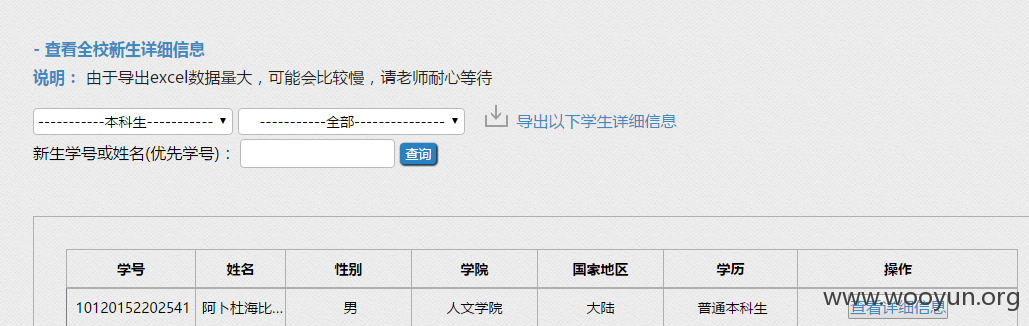 - 查看全校新生详细信息
说明： 由于导出excel数据量大，可能会比较慢，请老师耐心等待
-----------本科生----------- -----------全部--------------- 导出以下学生详细信息
新生学号或姓名(优先学号)： 查询
学号 姓名 性别 学院 国家地区 学历 操作
10120152202541 阿卜杜海比... 男 人文学院 大陆 普通本科生 查看详细信息
www.wooyun.org